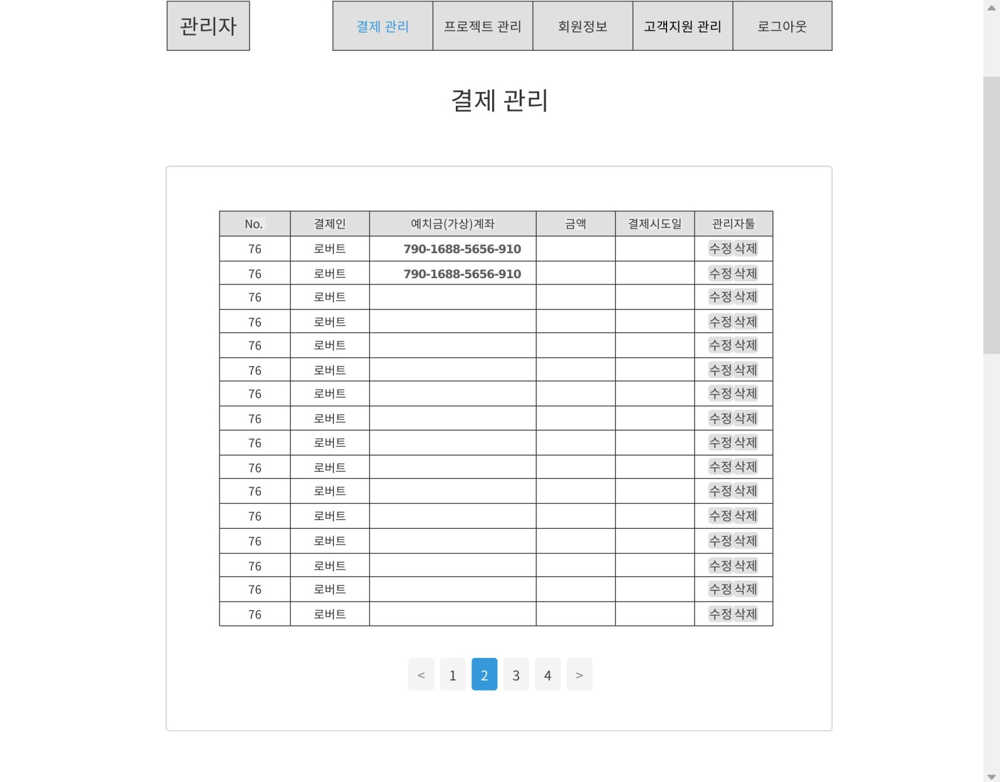 관리자
결제 관리 프로젝트 관리 회원정보 고객지원 관리 로그아웃
결제 관리
No. 결제인 예치금(가상)계좌 금액 결제시도일 관리자툴
76 로버트 790-1688-5656-910 수정 삭제
76 로버트 790-1688-5656-910 수정 삭제
76 로버트 수정 삭제
76 로버트 수정 삭제
76 로버트 수정 삭제
76 로버트 수정 삭제
76 로버트 수정 삭제
76 로버트 수정 삭제
76 로버트 수정 삭제
76 로버트 수정 삭제
76 로버트 수정 삭제
76 로버트 수정 삭제
76 로버트 수정 삭제
76 로버트 수정 삭제
76 로버트 수정 삭제
76 로버트 수정 삭제
< 1 2 3 4 >